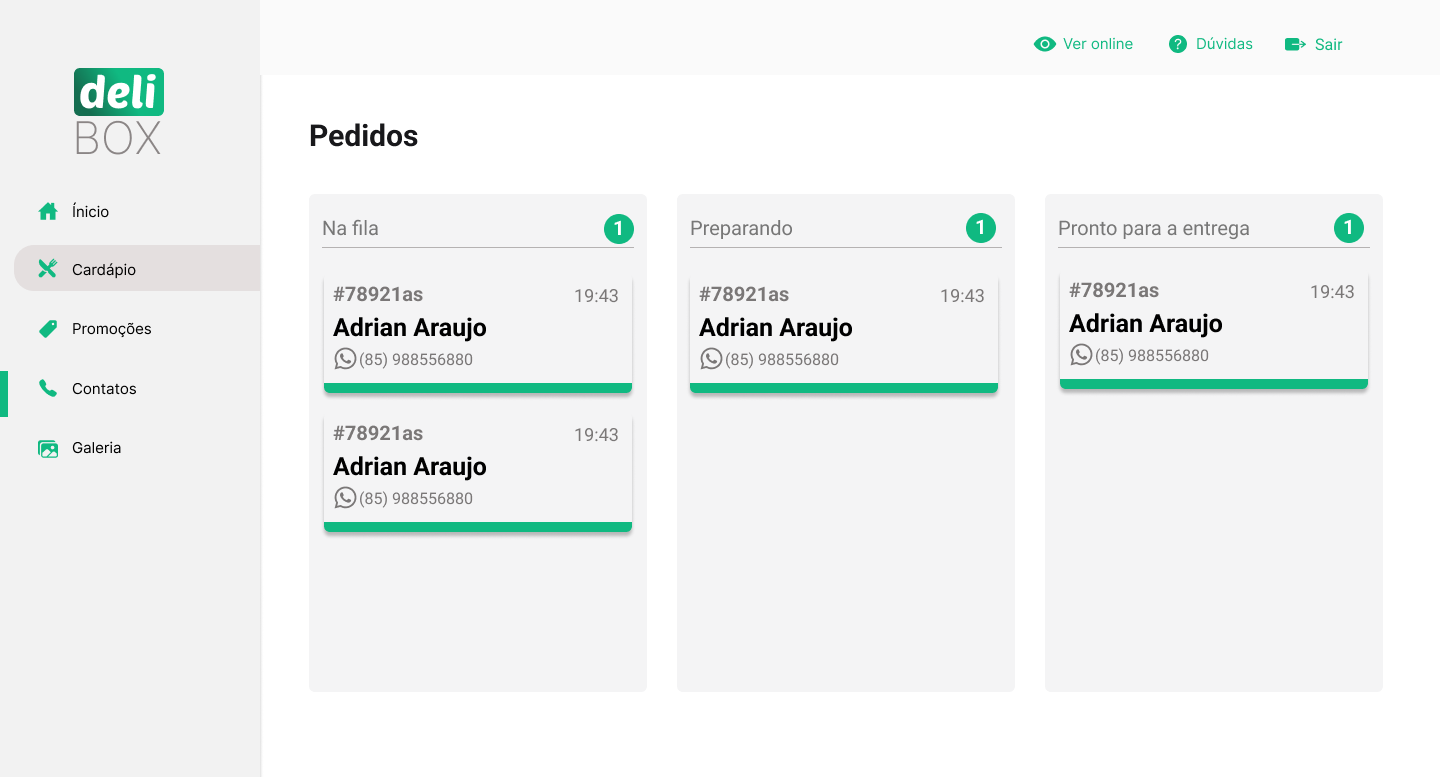 Ver online
Dúvidas
Sair
deli
BOX
Ínicio
Cardápio
Promoções
Contatos
Galeria
Pedidos
Na fila 1
#78921as 19:43
Adrian Araujo
(85) 988556880
#78921as 19:43
Adrian Araujo
(85) 988556880
Preparando 1
#78921as 19:43
Adrian Araujo
(85) 988556880
Pronto para a entrega 1
#78921as 19:43
Adrian Araujo
(85) 988556880